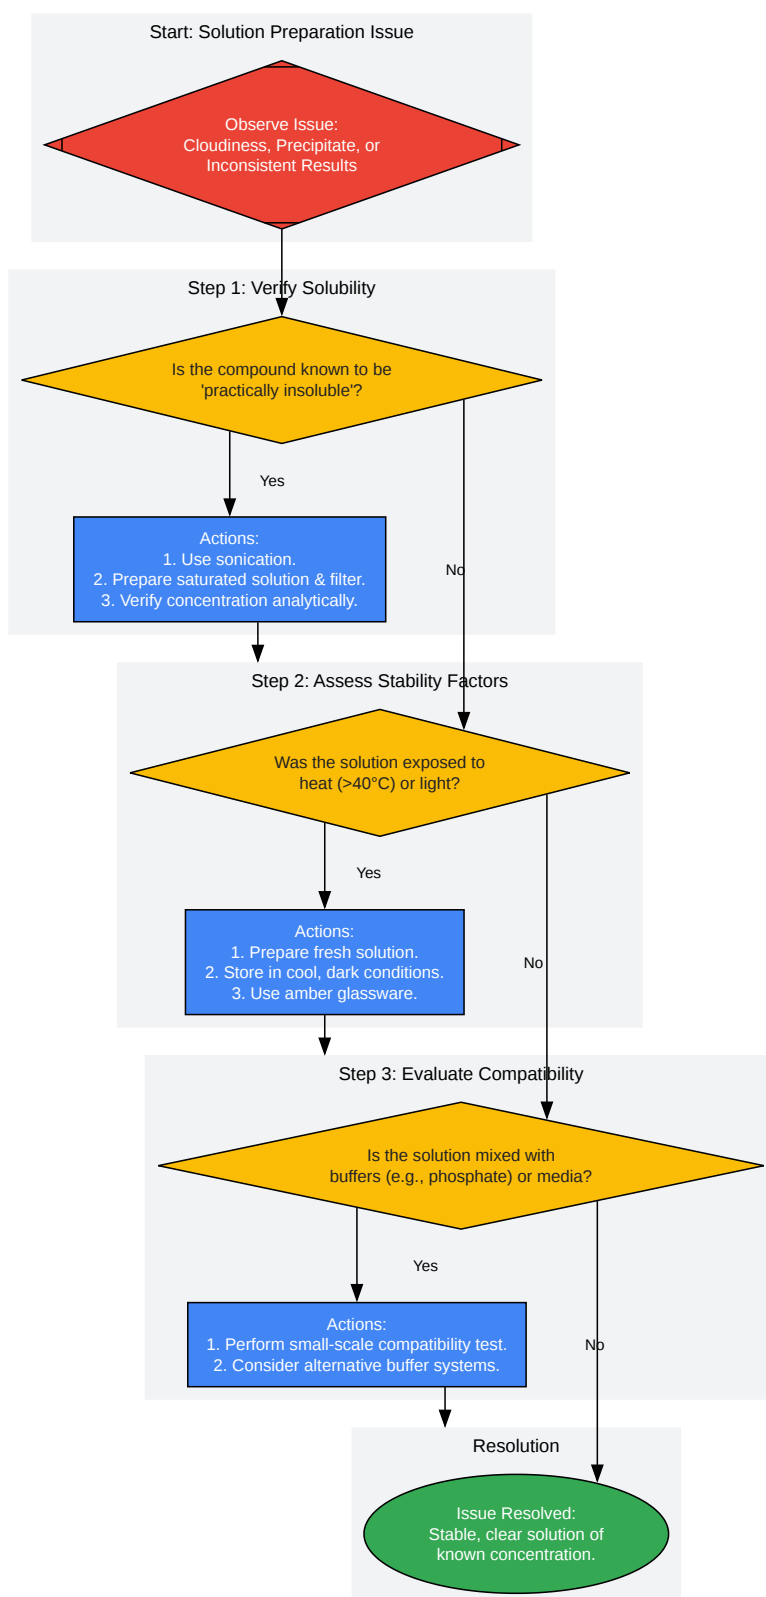 Start: Solution Preparation Issue
Observe Issue:
Cloudiness, Precipitate, or
Inconsistent Results
Step 1: Verify Solubility
Is the compound known to be
'practically insoluble'?
Yes
Actions:
1. Use sonication.
2. Prepare saturated solution & filter.
3. Verify concentration analytically.
No
Step 2: Assess Stability Factors
Was the solution exposed to
heat (>40°C) or light?
Yes
Actions:
1. Prepare fresh solution.
2. Store in cool, dark conditions.
3. Use amber glassware.
No
Step 3: Evaluate Compatibility
Is the solution mixed with
buffers (e.g., phosphate) or media?
Yes
Actions:
1. Perform small-scale compatibility test.
2. Consider alternative buffer systems.
No
Resolution
Issue Resolved:
Stable, clear solution of
known concentration.